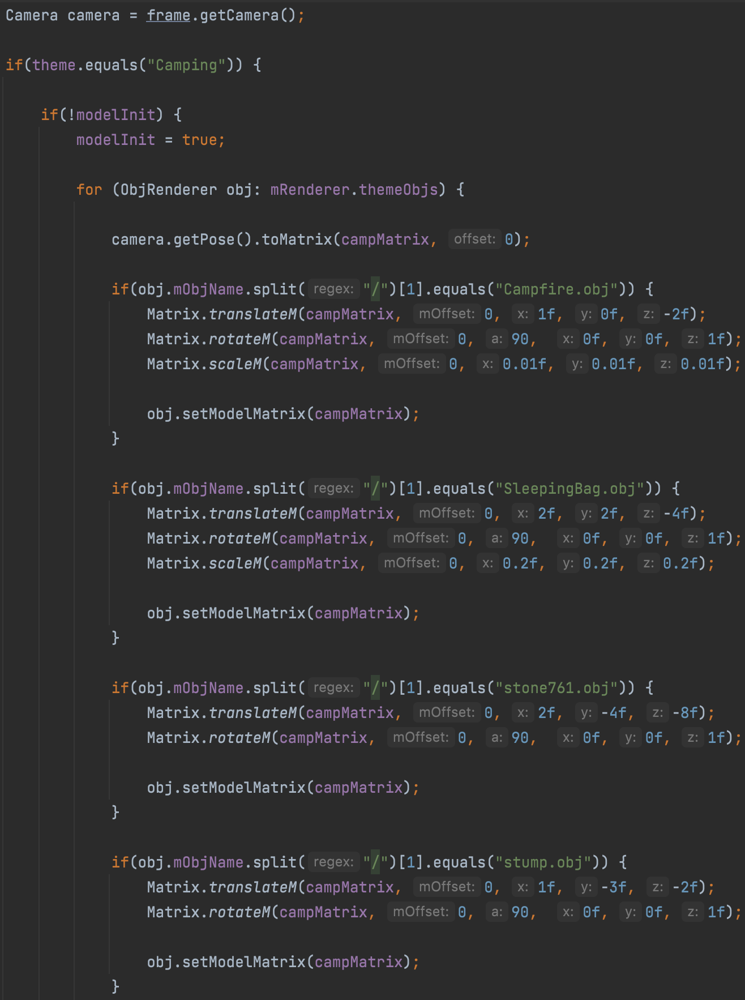 Camera camera = frame.getCamera();
if(theme.equals("Camping")) {
if(!modelInit) {
modelInit = true;
for (ObjRenderer obj: mRenderer.themeObjs) {
camera.getPose().toMatrix(campMatrix, offset: 0);
if(obj.mObjName.split( regex: "/")[1].equals("Campfire.obj")) {
Matrix.translateM(campMatrix, mOffset: 0, x: 1f, y: 0f, z: -2f);
Matrix.rotateM(campMatrix, mOffset: 0, a: 90, x: 0f, y: 0f, z: 1f);
Matrix.scaleM(campMatrix, mOffset: 0, x: 0.01f, y: 0.01f, z: 0.01f);
obj.setModelMatrix(campMatrix);
}
if(obj.mObjName.split( regex: "/")[1].equals("SleepingBag.obj")) {
Matrix.translateM(campMatrix, mOffset: 0, x: 2f, y: 2f, z: -4f);
Matrix.rotateM(campMatrix, mOffset: 0, a: 90, x: 0f, y: 0f, z: 1f);
Matrix.scaleM(campMatrix, mOffset: 0, x: 0.2f, y: 0.2f, z: 0.2f);
obj.setModelMatrix(campMatrix);
}
if(obj.mObjName.split( regex: "/")[1].equals("stone761.obj")) {
Matrix.translateM(campMatrix, mOffset: 0, x: 2f, y: -4f, z: -8f);
Matrix.rotateM(campMatrix, mOffset: 0, a: 90, x: 0f, y: 0f, z: 1f);
obj.setModelMatrix(campMatrix);
}
if(obj.mObjName.split( regex: "/")[1].equals("stump.obj")) {
Matrix.translateM(campMatrix, mOffset: 0, x: 1f, y: -3f, z: -2f);
Matrix.rotateM(campMatrix, mOffset: 0, a: 90, x: 0f, y: 0f, z: 1f);
obj.setModelMatrix(campMatrix);
}